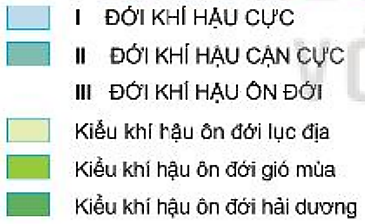 I ĐỚI KHÍ HẬU CỰC
II ĐỚI KHÍ HẬU CẬN CỰC
III ĐỚI KHÍ HẬU ÔN ĐỚI
Kiểu khí hậu ôn đới lục địa
Kiểu khí hậu ôn đới gió mùa
Kiểu khí hậu ôn đới hải dương